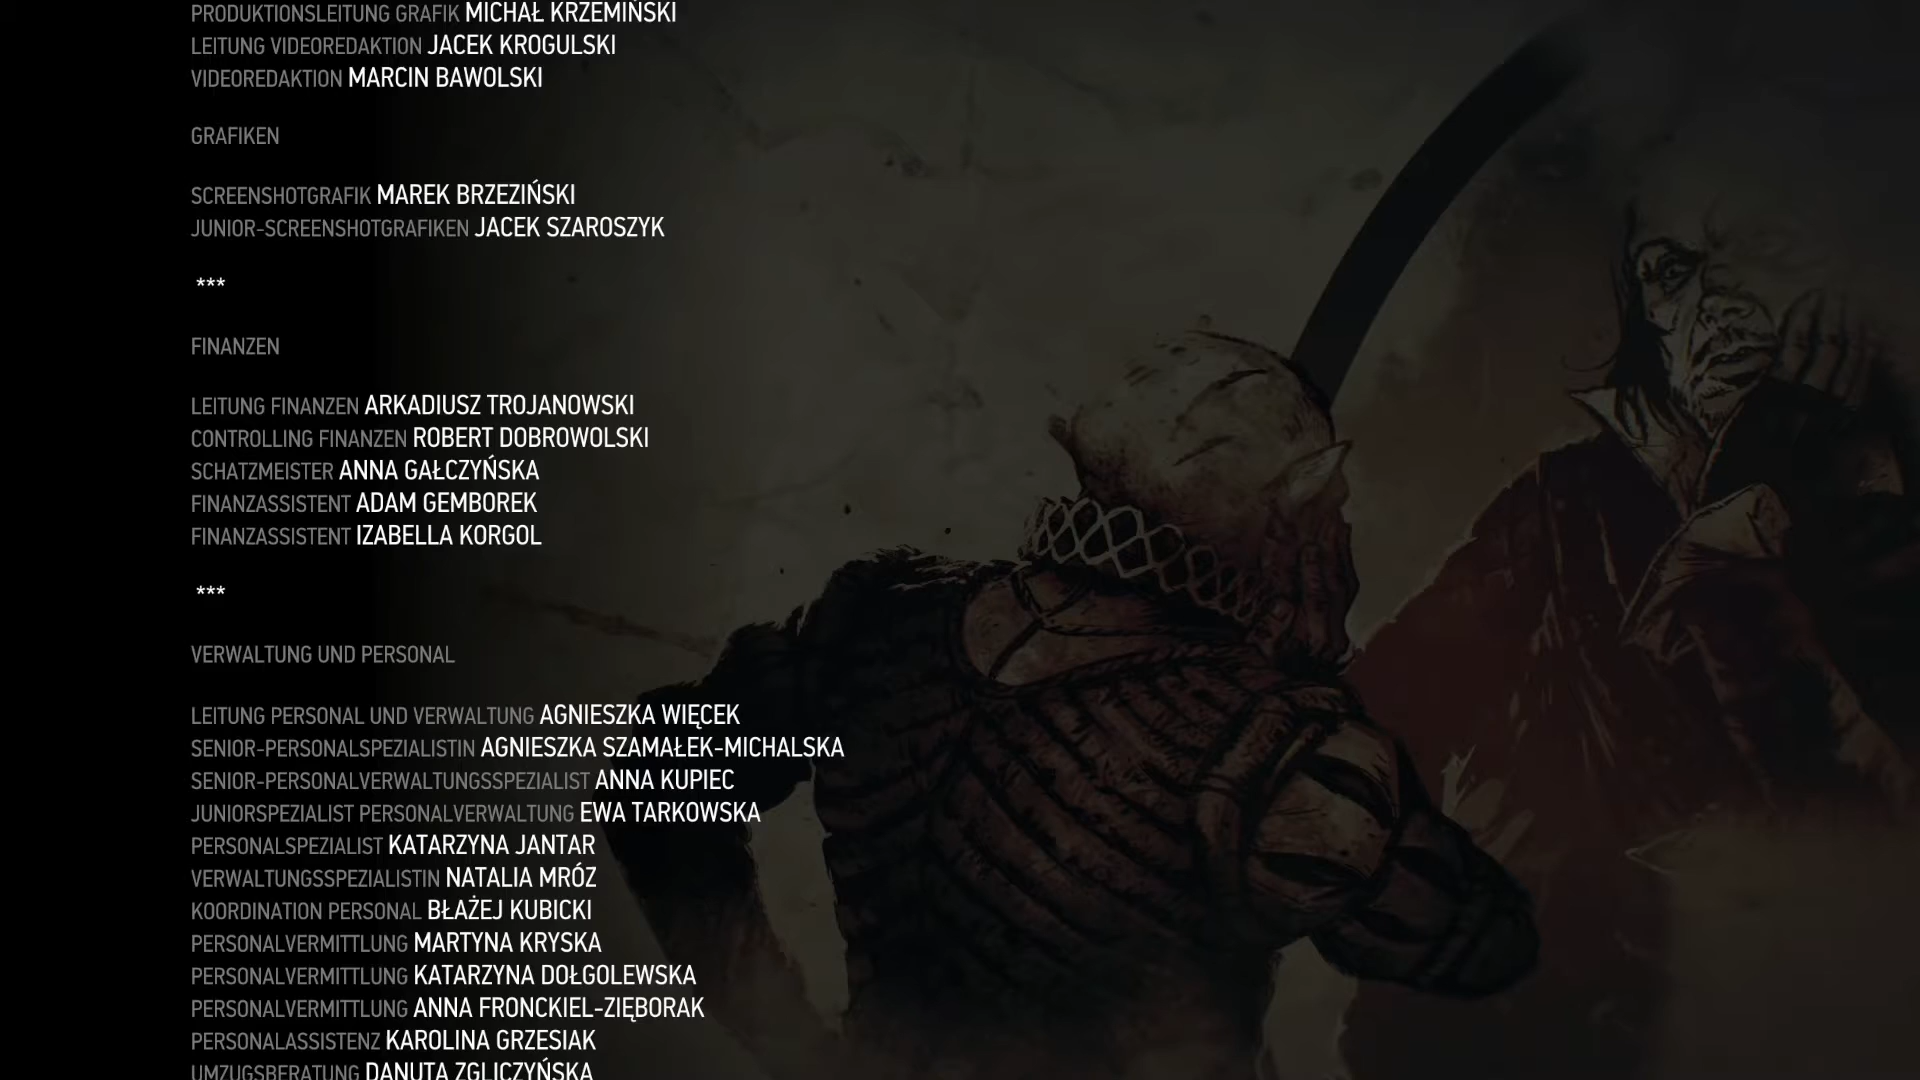 PRODUKTIONSLEITUNG GRAFIK MICHAŁ KRZEMIŃSKI
LEITUNG VIDEOREDAKTION JACEK KROGULSKI
VIDEOREDAKTION MARCIN BAWOLSKI
GRAFIKEN
SCREENSHOTGRAFIK MAREK BRZEZIŃSKI
JUNIOR-SCREENSHOTGRAFIKEN JACEK SZAROSZYK
***
FINANZEN
LEITUNG FINANZEN ARKADIUSZ TROJANOWSKI
CONTROLLING FINANZEN ROBERT DOBROWOLSKI
SCHATZMEISTER ANNA GAŁCZYŃSKA
FINANZASSISTENT ADAM GEMBOREK
FINANZASSISTENT IZABELLA KORGOL
***
VERWALTUNG UND PERSONAL
LEITUNG PERSONAL UND VERWALTUNG AGNIESZKA WIĘCEK
SENIOR-PERSONALSPEZIALISTIN AGNIESZKA SZAMAŁEK-MICHALSKA
SENIOR-PERSONALVERWALTUNGSSPEZIALIST ANNA KUPIEC
JUNIORSPEZIALIST PERSONALVERWALTUNG EWA TARKOWSKA
PERSONALSPEZIALIST KATARZYNA JANTAR
VERWALTUNGSSPEZIALISTIN NATALIA MRÓZ
KOORDINATION PERSONAL BŁAŻEJ KUBICKI
PERSONALVERMITTLUNG MARTYNA KRYSKA
PERSONALVERMITTLUNG KATARZYNA DOŁGOLEWSKA
PERSONALVERMITTLUNG ANNA FRONCKIEL-ZIĘBORAK
PERSONALASSISTENZ KAROLINA GRZESIAK
UMZUGSBERATUNG DANUTA ZGLICZYŃSKA